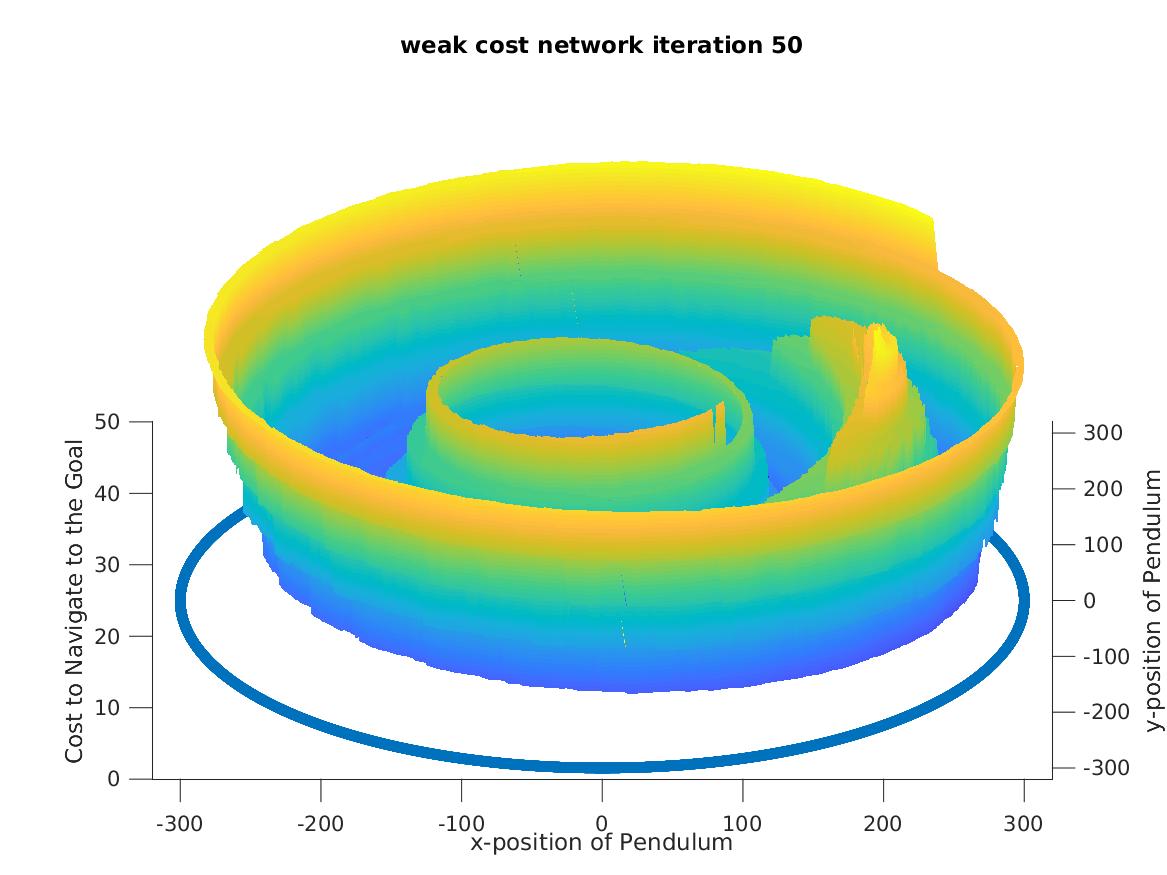 weak cost network iteration 50
Cost to Navigate to the Goal
50
40
30
20
10
0
-300 -200 -100 0 100 200 300
x-position of Pendulum
300
200
100
0
-100
-200
-300
y-position of Pendulum